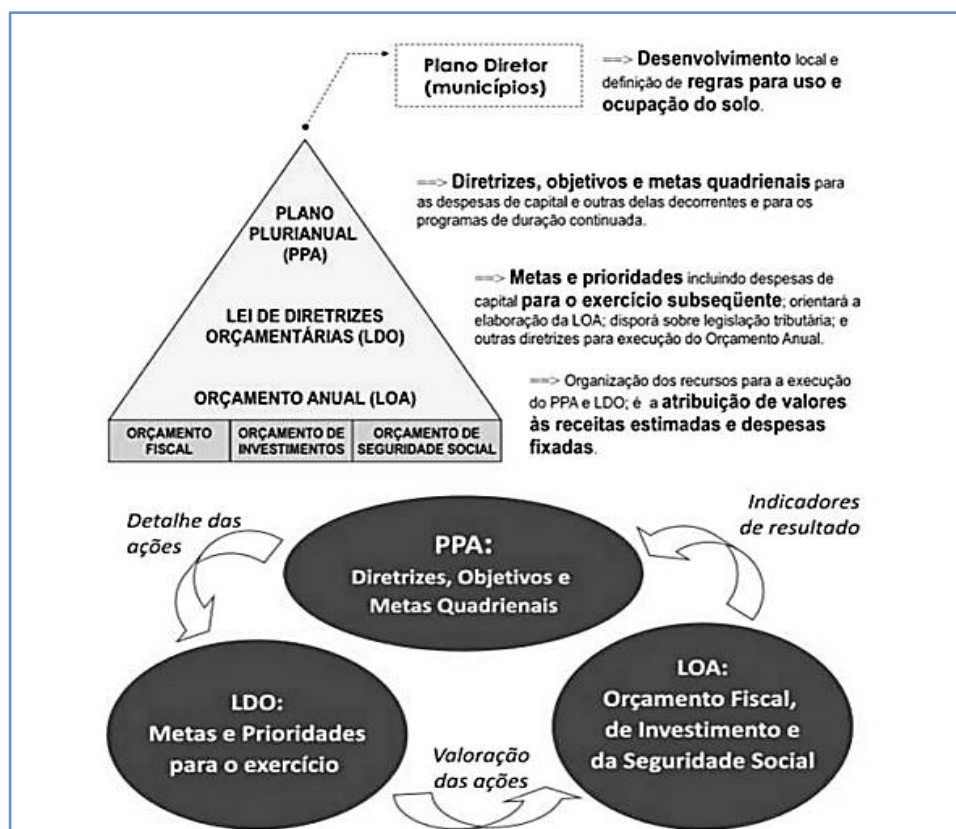 Plano Diretor
(municípios)
==> Desenvolvimento local e
definição de regras para uso e
ocupação do solo.
PLANO
PLURIANUAL
(PPA)
==> Diretrizes, objetivos e metas quadrienais para
as despesas de capital e outras delas decorrentes e para os
programas de duração continuada.
LEI DE DIRETRIZES
ORÇAMENTÁRIAS (LDO)
==> Metas e prioridades incluindo despesas de
capital para o exercício subseqüente; orientará a
elaboração da LOA; disporá sobre legislação tributária; e
outras diretrizes para execução do Orçamento Anual.
ORÇAMENTO ANUAL (LOA)
==> Organização dos recursos para a execução
do PPA e LDO; é a atribuição de valores
às receitas estimadas e despesas
fixadas.
ORÇAMENTO
FISCAL
ORÇAMENTO DE
INVESTIMENTOS
ORÇAMENTO DE
SEGURIDADE SOCIAL
Detalhe das
ações
PPA:
Diretrizes, Objetivos e
Metas Quadrienais
Indicadores
de resultado
LDO:
Metas e Prioridades
para o exercício
Valoração
das ações
LOA:
Orçamento Fiscal,
de Investimento e
da Seguridade Social